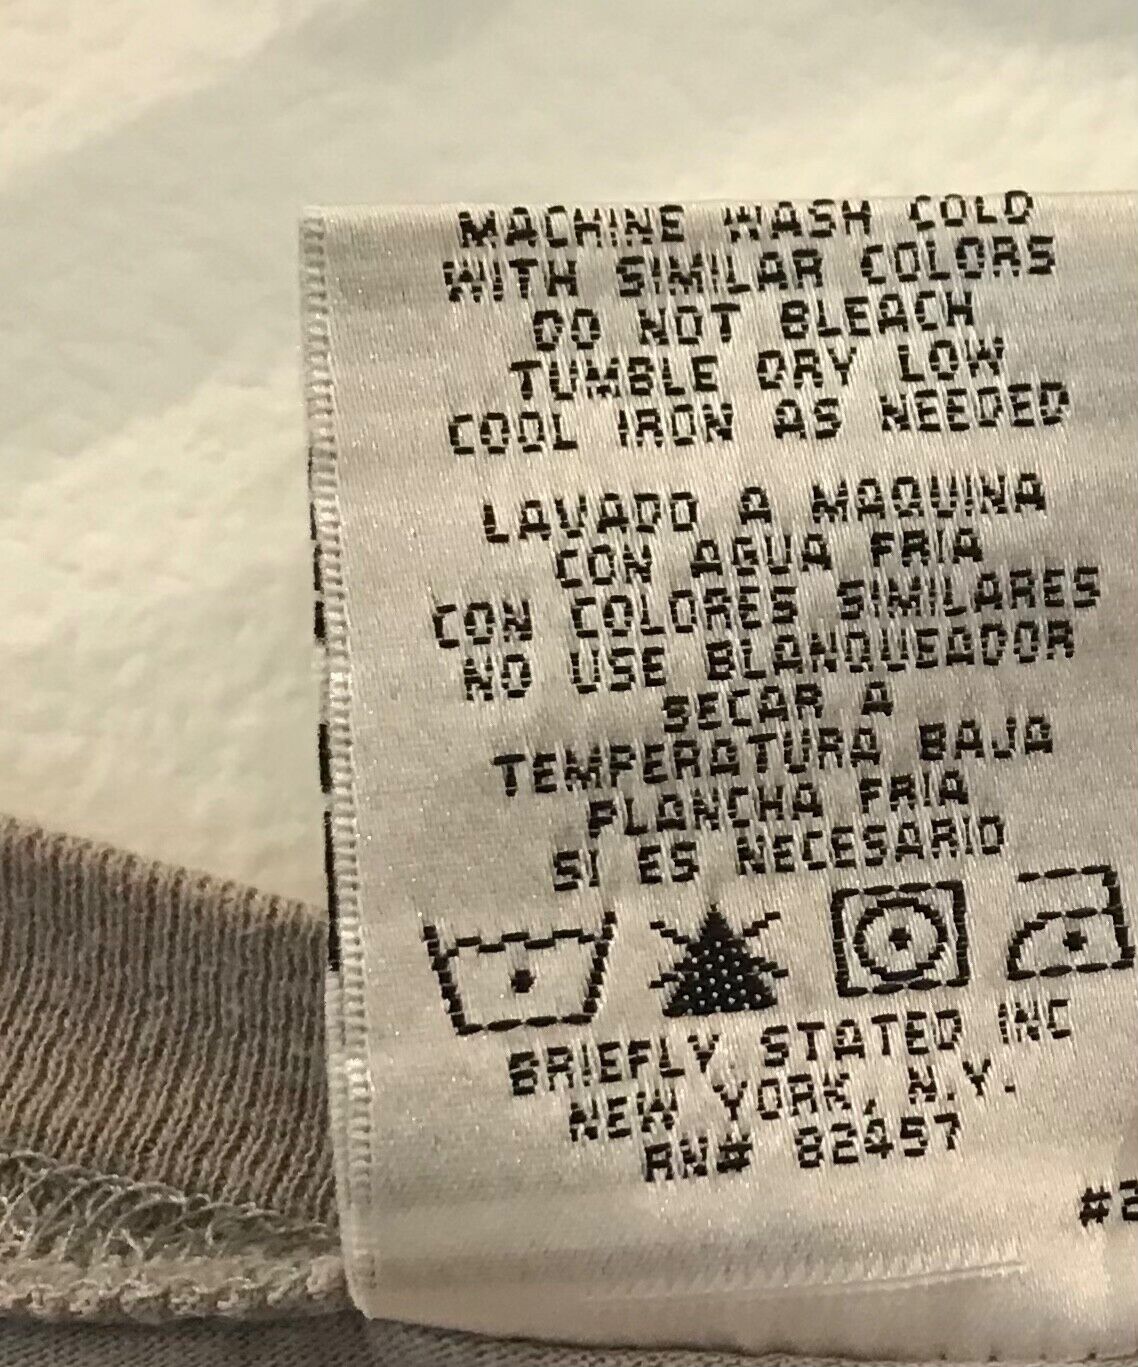 MACHINE WASH COLD
WITH SIMILAR COLORS
DO NOT BLEACH
TUMBLE DRY LOW
COOL IRON AS NEEDED
LAVADO A MAQUINA
CON AGUA FRIA
CON COLORES SIMILARES
NO USE BLANQUEADOR
SECAR A
TEMPERATURA BAJA
PLANCHA FRIA
SI ES NECESARIO
BRIEFLY STATED INC
NEW YORK, N.Y.
RN# 82457